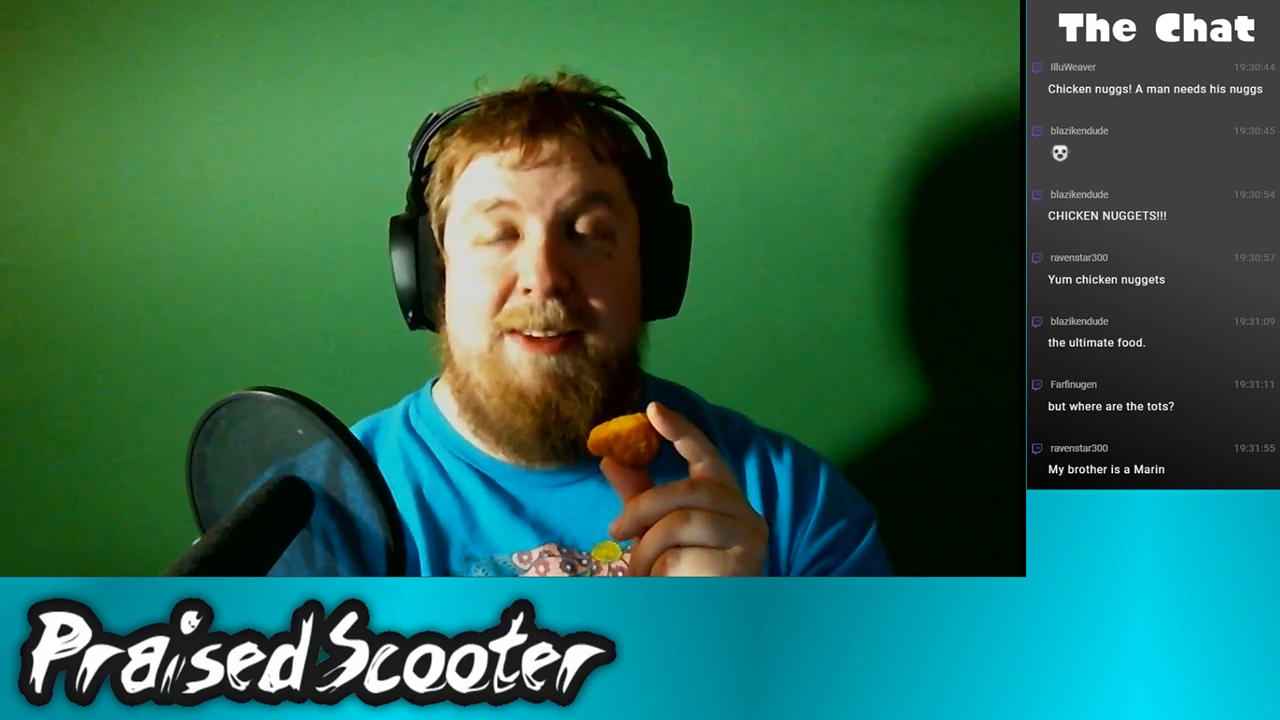 The Chat
IlluWeaver 19:30:44
Chicken nuggs! A man needs his nuggs
blazikendude 19:30:45
blazikendude 19:30:54
CHICKEN NUGGETS!!!
ravenstar300 19:30:57
Yum chicken nuggets
blazikendude 19:31:09
the ultimate food.
Farfinugen 19:31:11
but where are the tots?
ravenstar300 19:31:55
My brother is a Marin
PraisedScooter